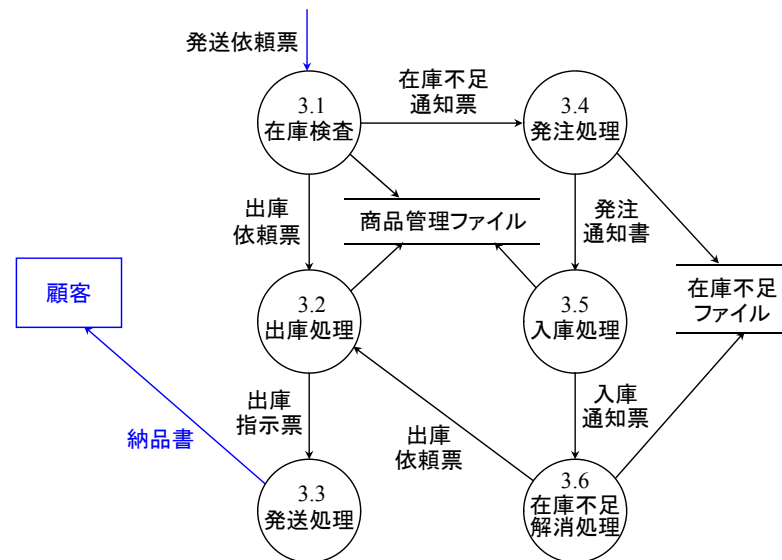 発送依頼票
3.1
在庫検査
在庫不足
通知票
3.4
発注処理
出庫
依頼票
商品管理ファイル
発注
通知書
顧客
3.2
出庫処理
3.5
入庫処理
在庫不足
ファイル
納品書
出庫
指示票
出庫
依頼票
入庫
通知票
3.3
発送処理
3.6
在庫不足
解消処理